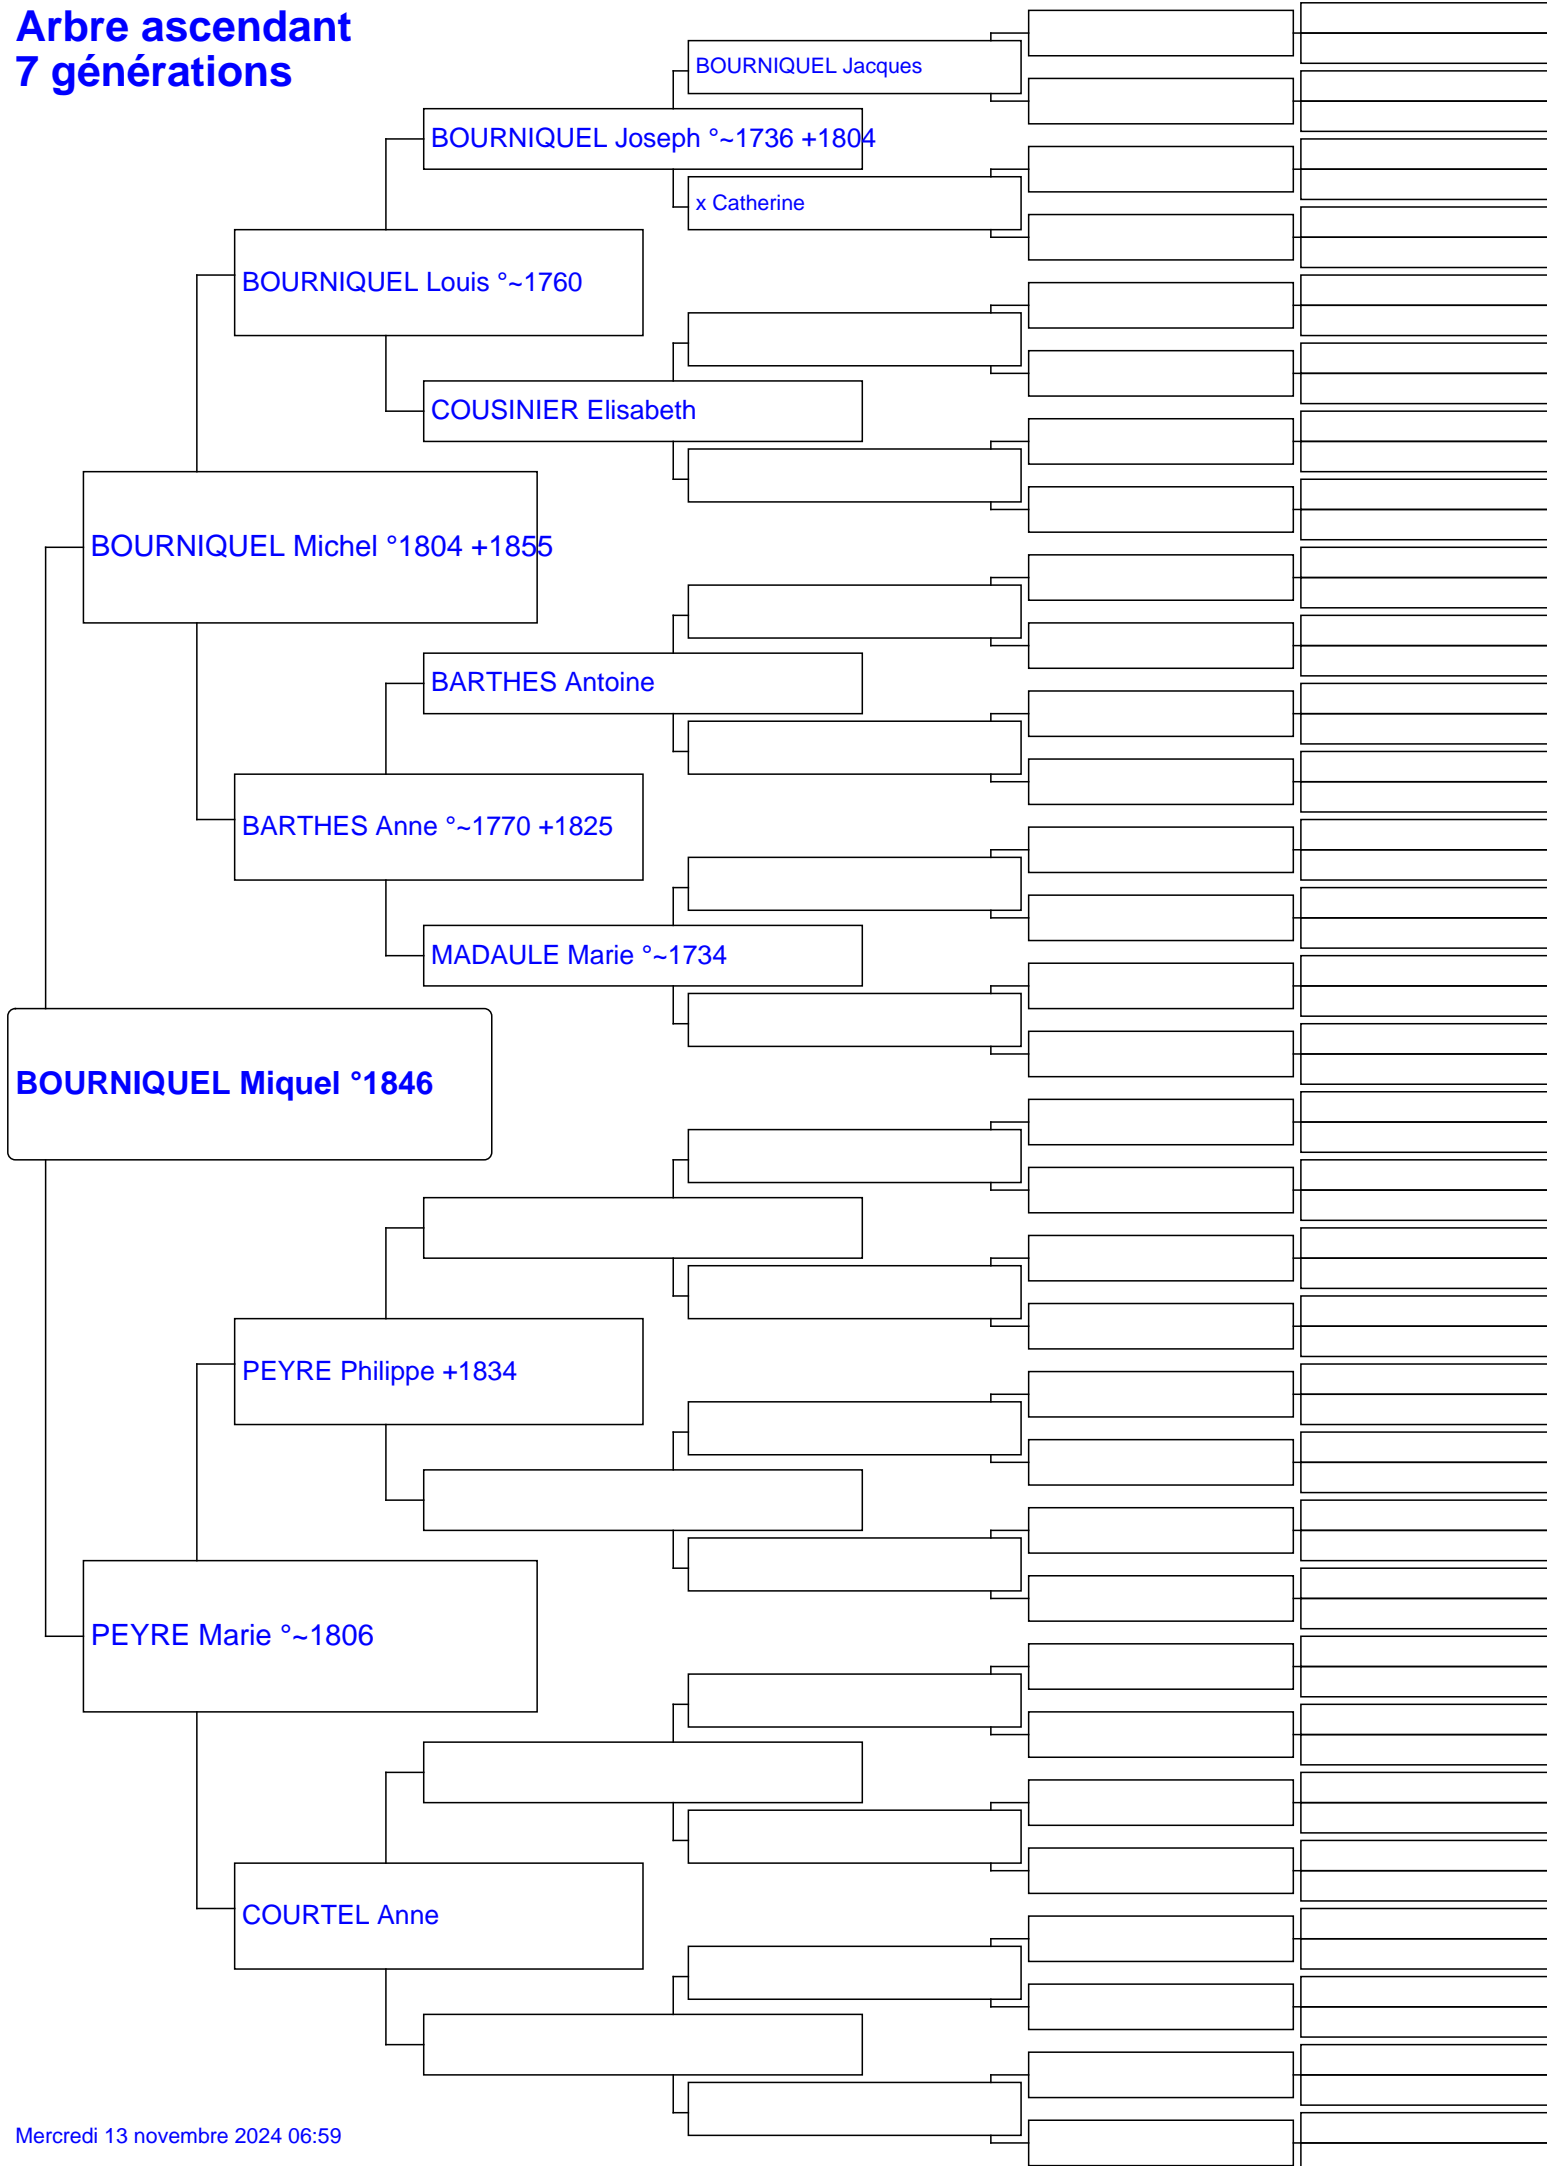 Arbre ascendant
7 générations
BOURNIQUEL Jacques
BOURNIQUEL Joseph °~1736 +1804
x Catherine
BOURNIQUEL Louis °~1760
COUSINIER Elisabeth
BOURNIQUEL Michel °1804 +1855
BARTHES Antoine
BARTHES Anne °~1770 +1825
MADAULE Marie °~1734
BOURNIQUEL Miquel °1846
PEYRE Philippe +1834
PEYRE Marie °~1806
COURTEL Anne
Mercredi 13 novembre 2024 06:59